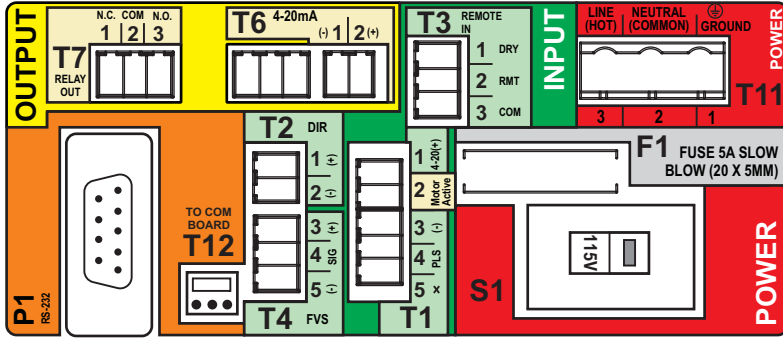 OUTPUT
N.C. COM N.O.
1 2 3
T7
RELAY
OUT
T6 4-20mA
(-) 1 2 (+)
T3 REMOTE
IN
1 DRY
2 RMT
3 COM
INPUT
LINE
(HOT)
NEUTRAL
(COMMON)
GROUND
POWER
T11
3 2 1
P1
RS-232
TO COM
BOARD
T12
T2 DIR
1 (+)
2 (-)
3 (+)
4 SIG
5 (-)
T4 FVS
1 4-20(+)
2 Motor
Active
3 (-)
4 PLS
5 x
T1
F1 FUSE 5A SLOW
BLOW (20 X 5MM)
S1
115V
POWER